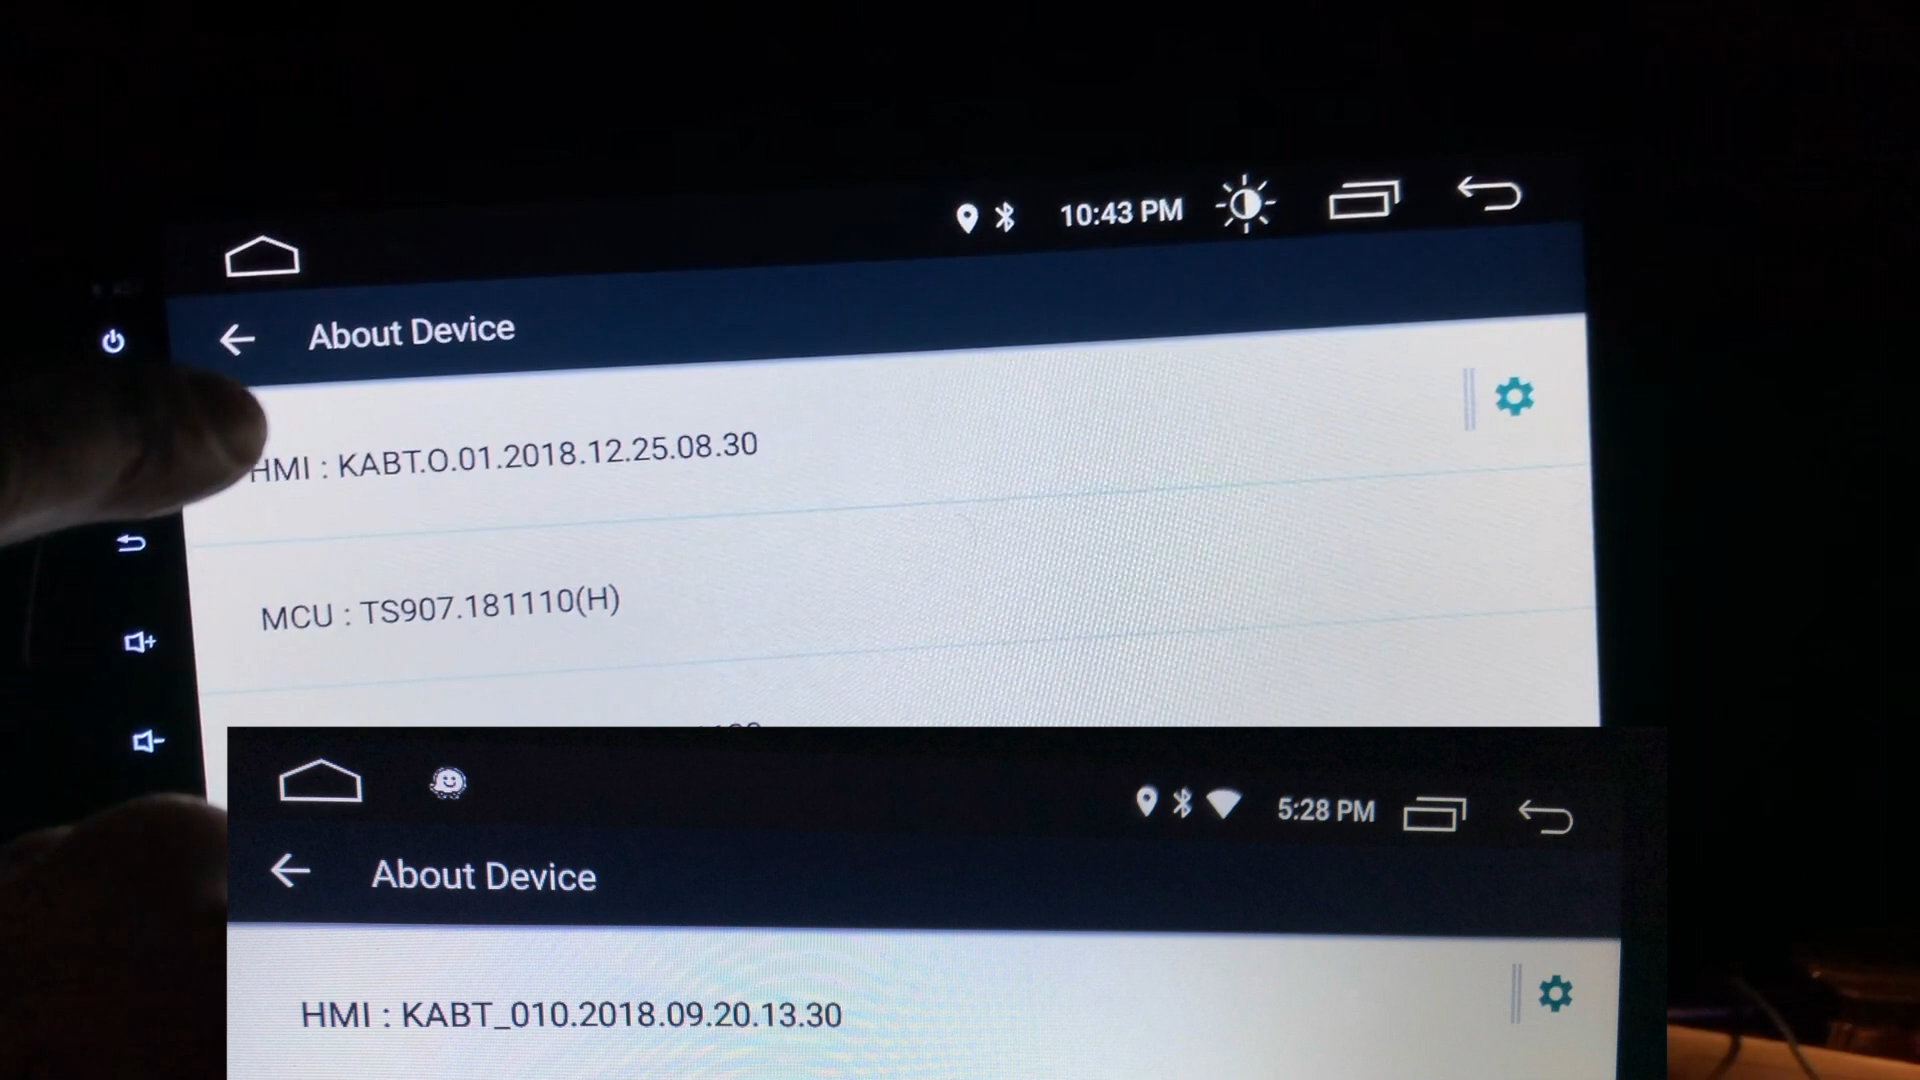 10:43 PM
About Device
HMI : KABT.O.01.2018.12.25.08.30
MCU : TS907.181110(H)
5:28 PM
About Device
HMI : KABT_010.2018.09.20.13.30